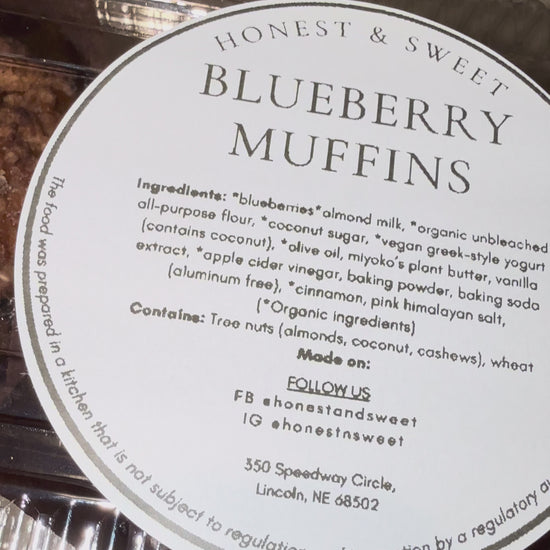 HONEST & SWEET
BLUEBERRY
MUFFINS
Ingredients: *blueberries*almond milk, *organic unbleached
all-purpose flour, *coconut sugar, *vegan greek-style yogurt
(contains coconut), *olive oil, miyoko's plant butter, vanilla
extract, *apple cider vinegar, baking powder, baking soda
(aluminum free), *cinnamon, pink himalayan salt,
(*Organic ingredients)
Contains: Tree nuts (almonds, coconut, cashews), wheat
Made on:
FOLLOW US
FB @honestandsweet
IG @honestnsweet
350 Speedway Circle,
Lincoln, NE 68502
The food was prepared in a kitchen that is not subject to regulation by a regulatory